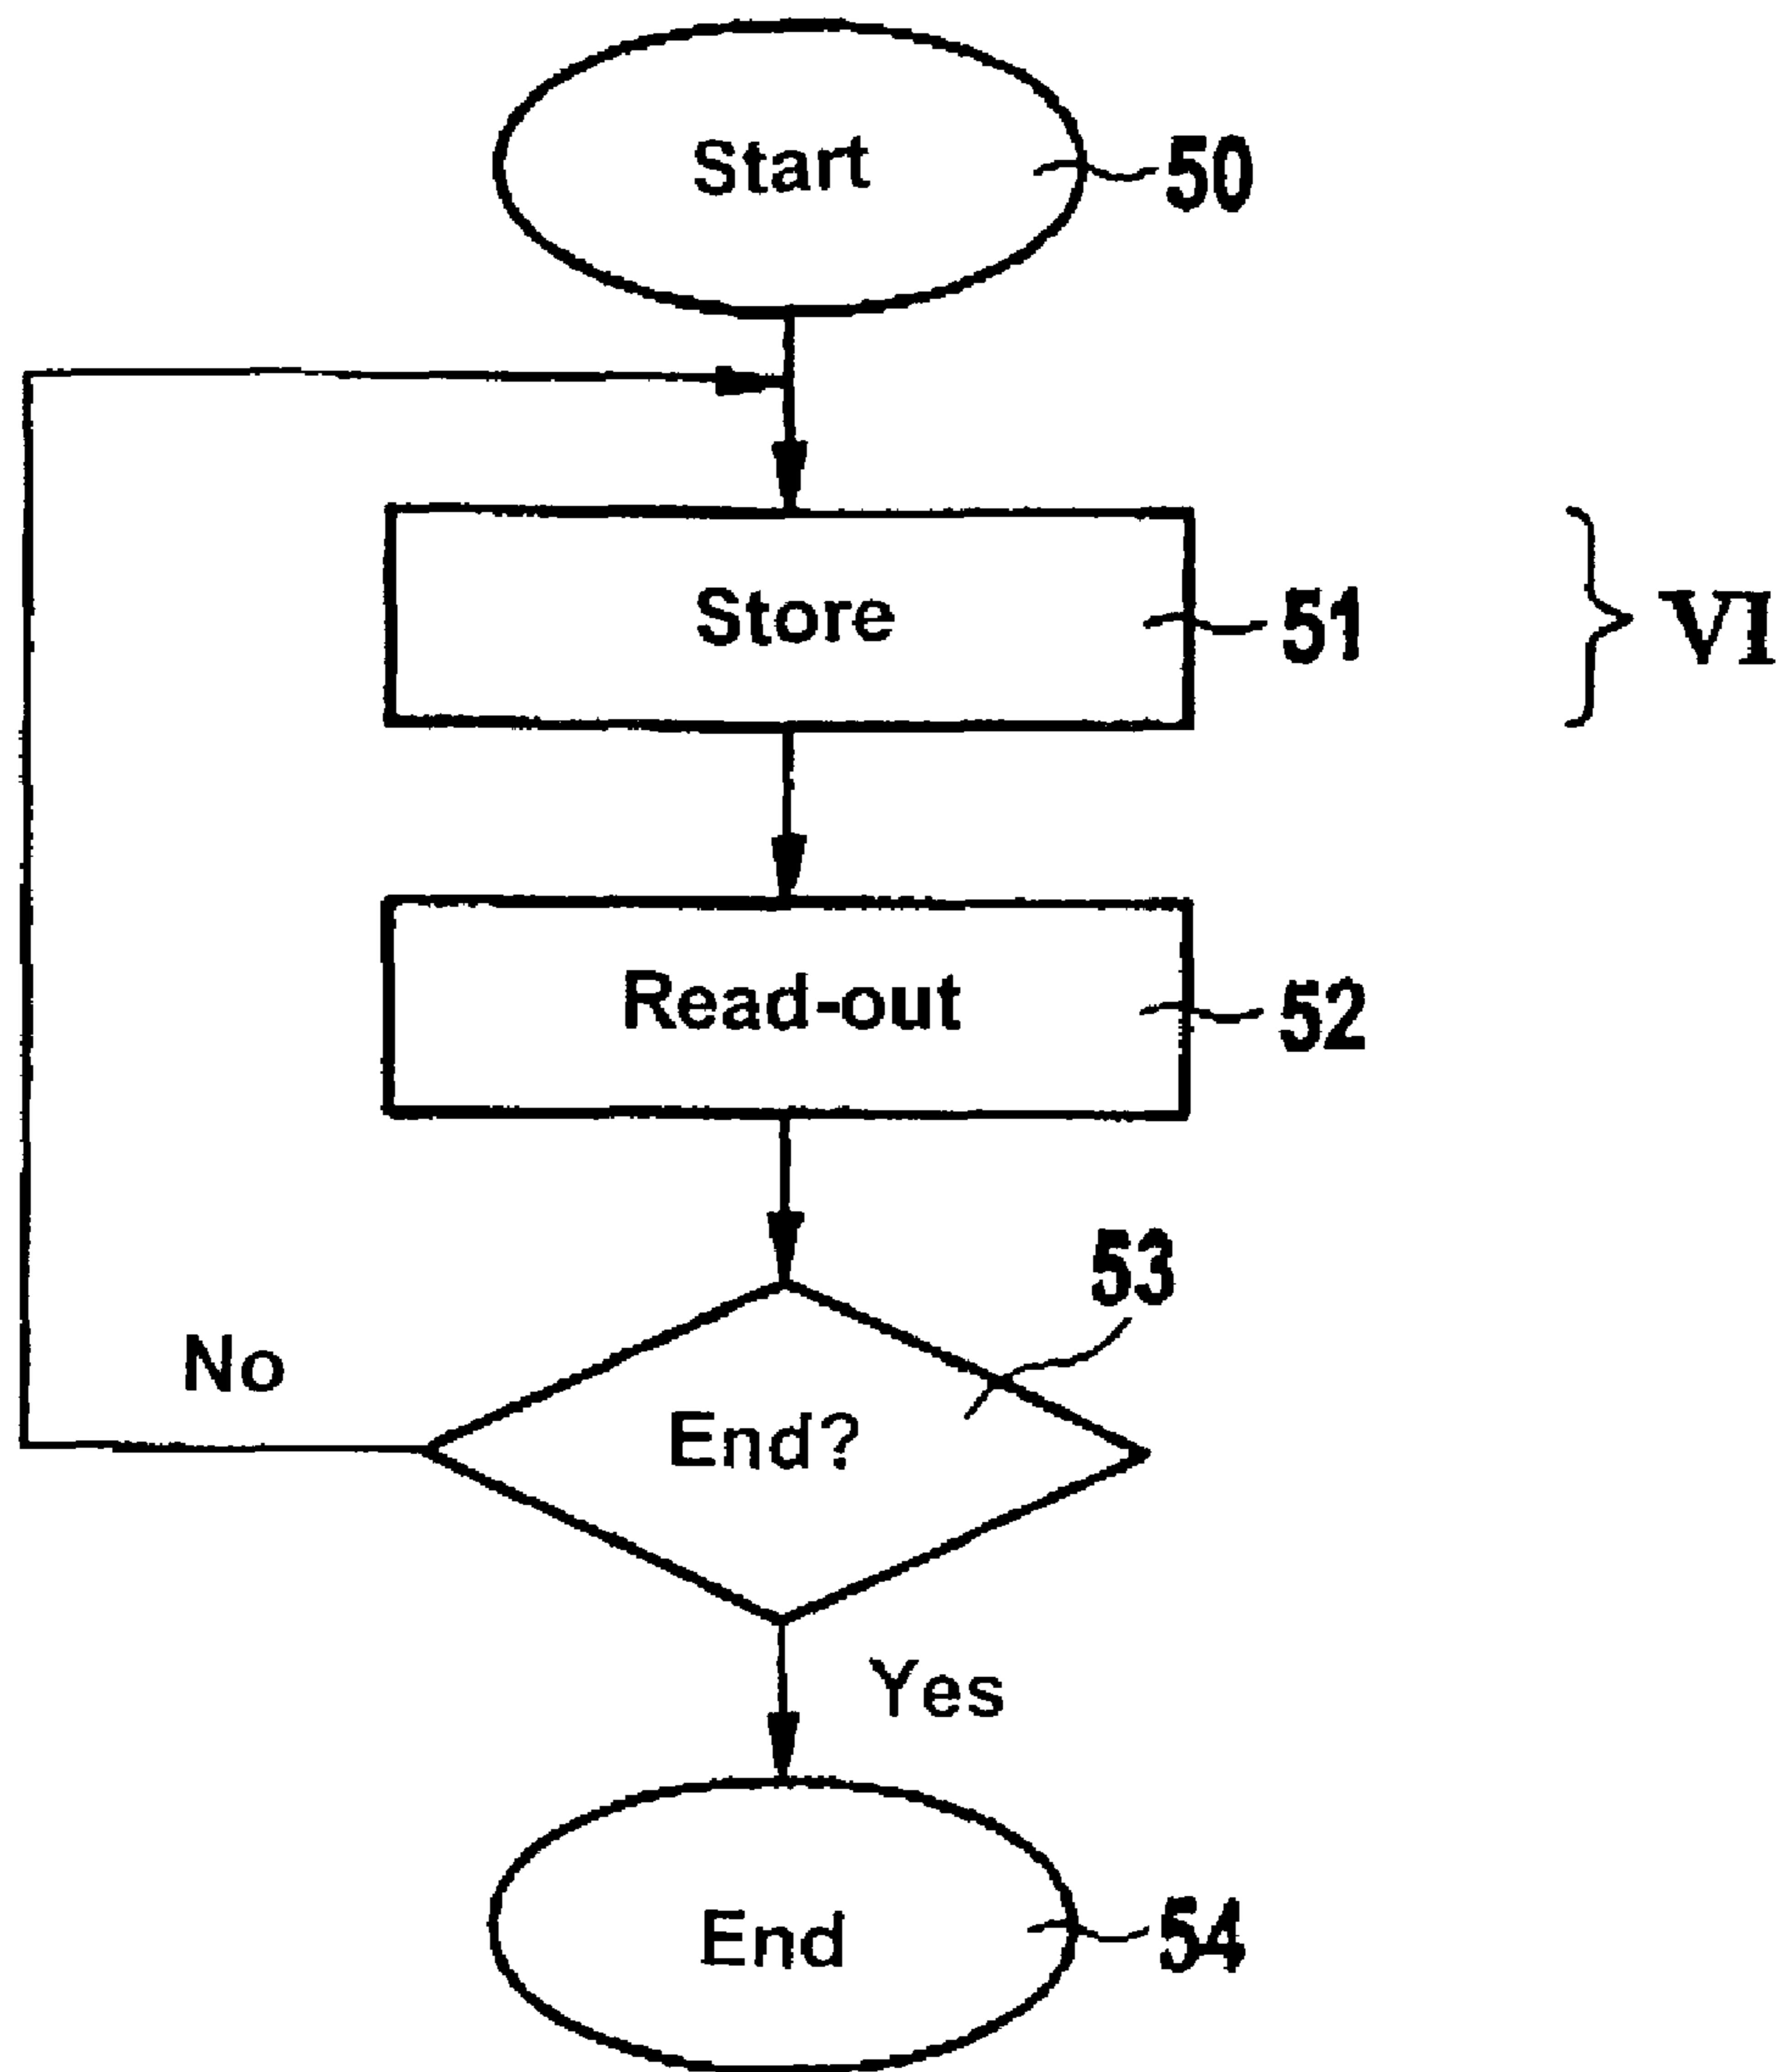 Start
50
Store
51
VI
Read-out
52
53
No
End?
Yes
End
54